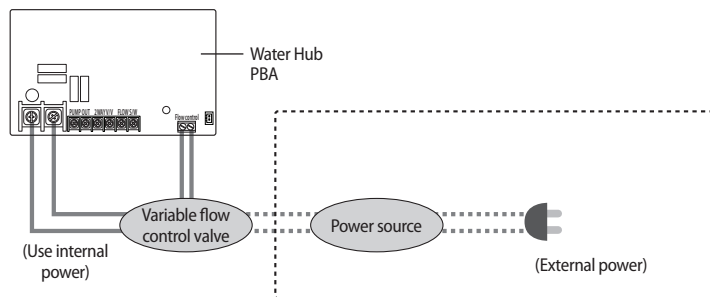 Water Hub
PBA
PUMP OUT 2WAY V/V FLOW S/W
Flow control
Variable flow
control valve
Power source
(Use internal
power)
(External power)